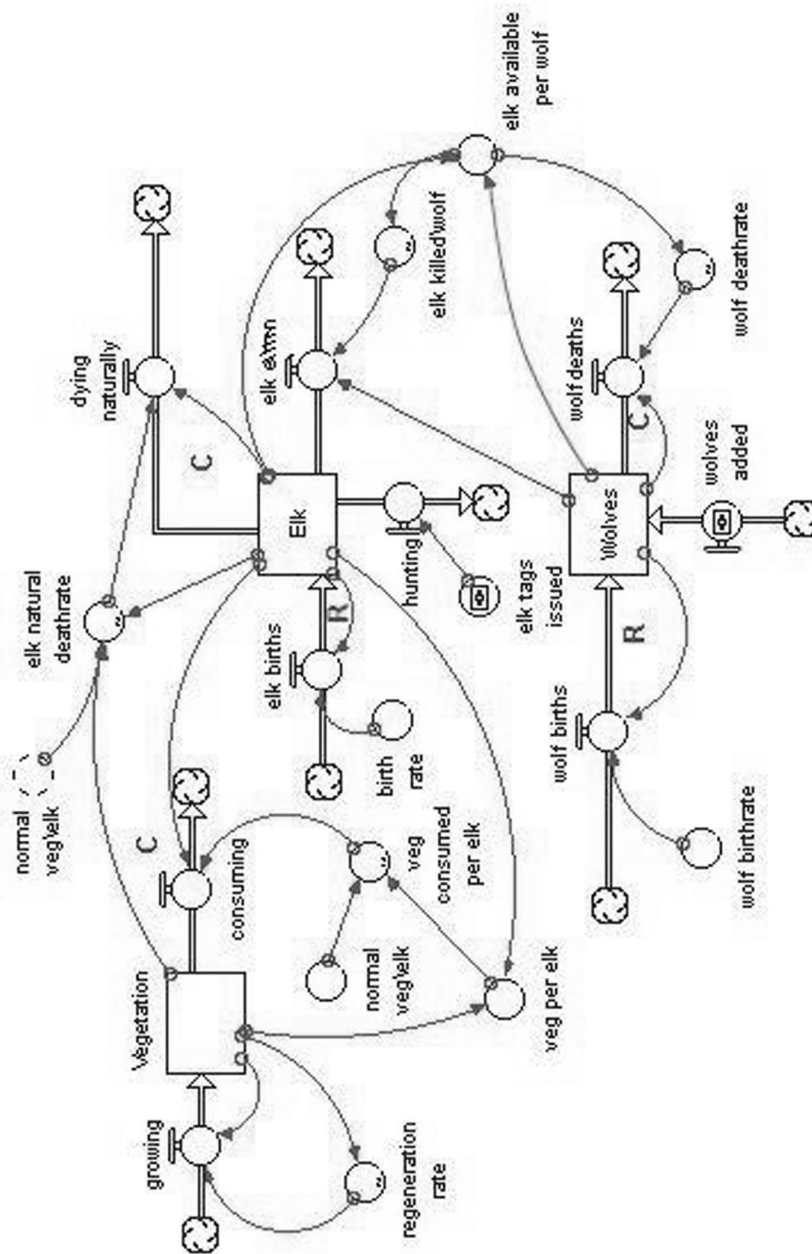 growing
Vegetation
regeneration
rate
consuming
C
normal
veg\elk
veg
consumed
per elk
veg per elk
normal
veg\elk
elk natural
deathrate
dying
naturally
C
Elk
elk births
R
birth
rate
hunting
elk tags
issued
elk
elk killed\wolf
elk available
per wolf
Wolves
wolf births
R
wolf birthrate
wolf deaths
C
wolf deathrate
wolves
added